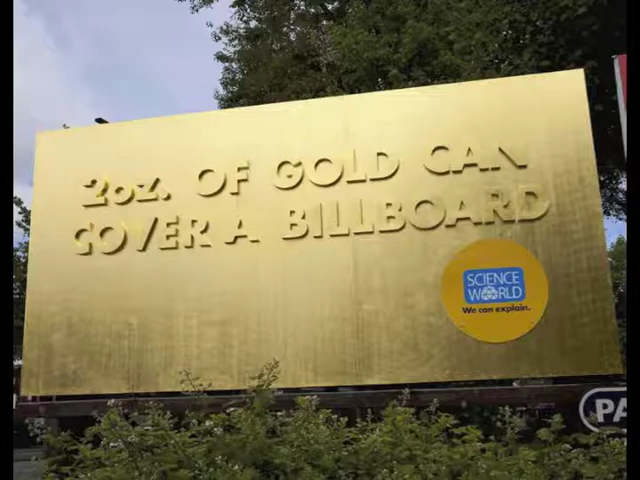 2oz. OF GOLD CAN
COVER A BILLBOARD
SCIENCE
WORLD
We can explain.